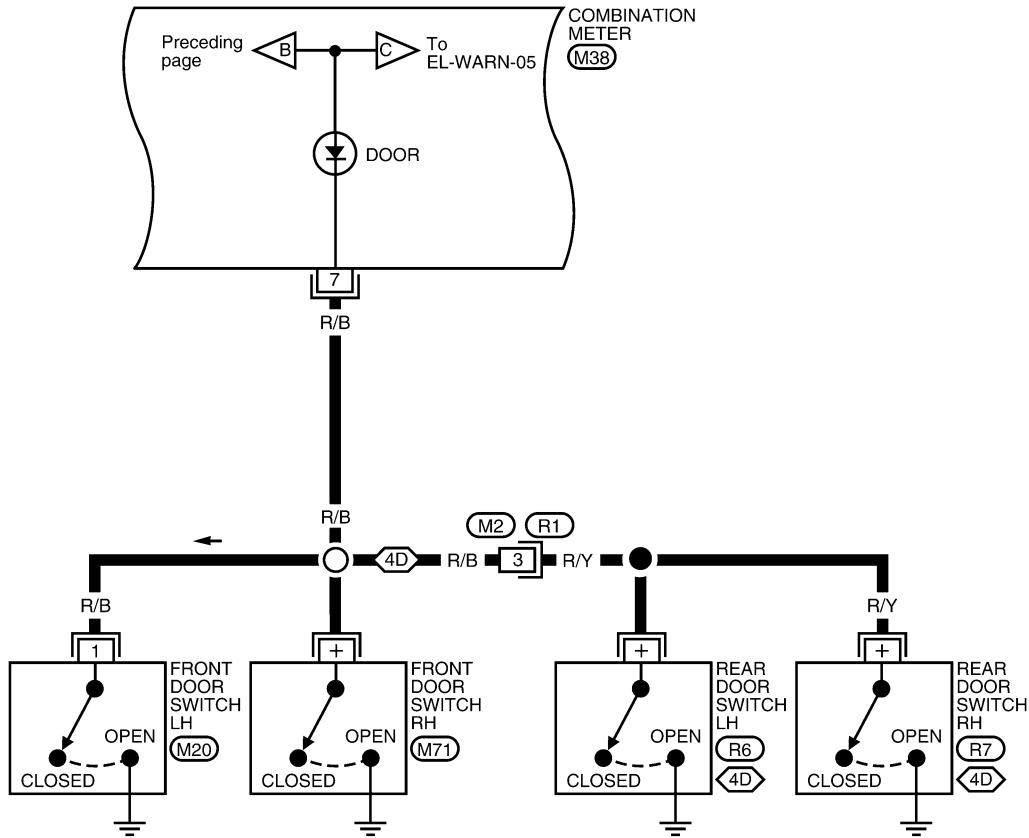 COMBINATION
METER
M38
Preceding
page
B
C
To
EL-WARN-05
DOOR
7
R/B
R/B
M2
R1
4D
R/B
3
R/Y
R/B
R/Y
1
+
+
+
FRONT
DOOR
SWITCH
LH
M20
OPEN
CLOSED
FRONT
DOOR
SWITCH
RH
M71
OPEN
CLOSED
REAR
DOOR
SWITCH
LH
R6
4D
OPEN
CLOSED
REAR
DOOR
SWITCH
RH
R7
4D
OPEN
CLOSED